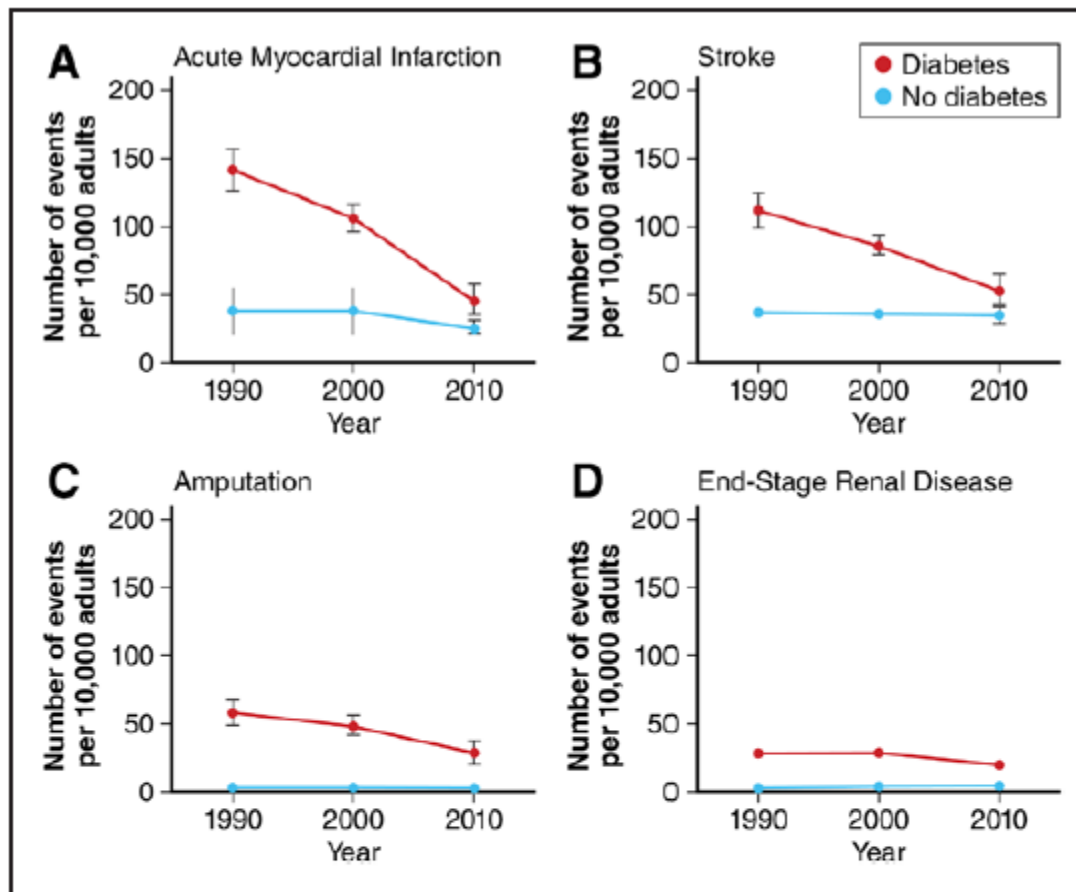 A Acute Myocardial Infarction
Number of events
per 10,000 adults
200
150
100
50
0
1990 2000 2010
Year
B Stroke
Diabetes
No diabetes
Number of events
per 10,000 adults
200
150
100
50
0
1990 2000 2010
Year
C Amputation
Number of events
per 10,000 adults
200
150
100
50
0
1990 2000 2010
Year
D End-Stage Renal Disease
Number of events
per 10,000 adults
200
150
100
50
0
1990 2000 2010
Year